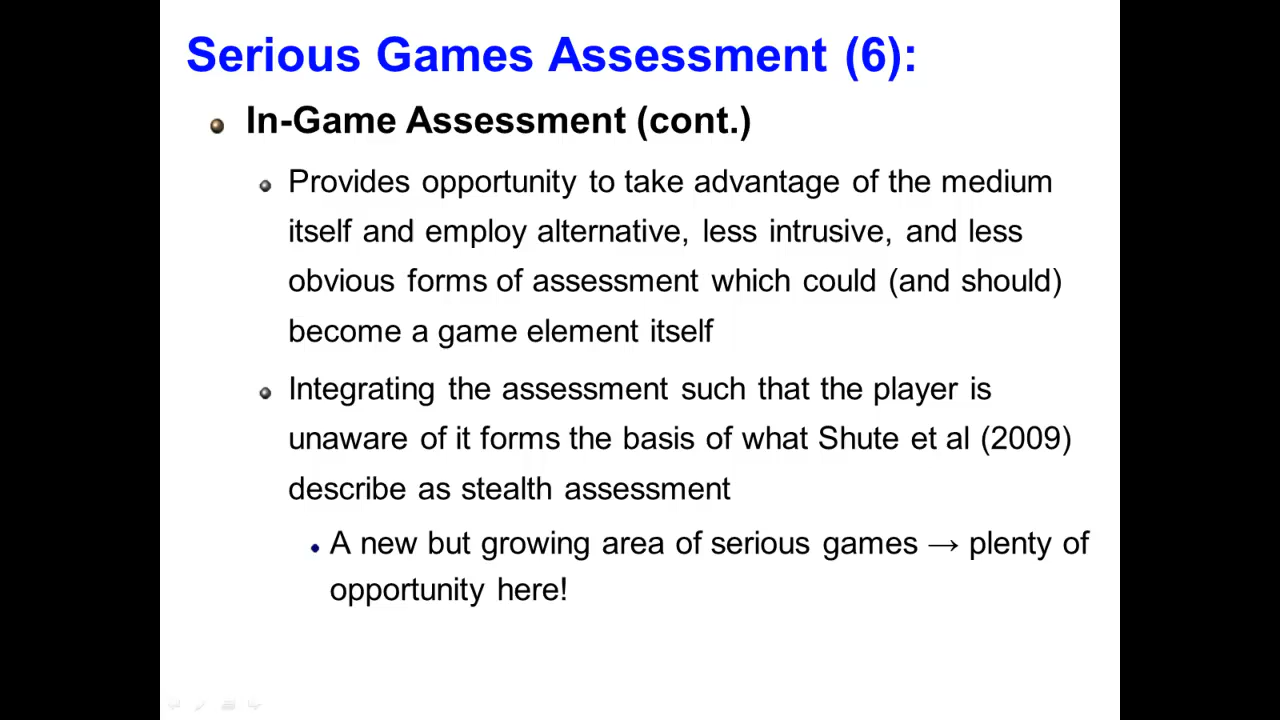 Serious Games Assessment (6):
In-Game Assessment (cont.)
Provides opportunity to take advantage of the medium
itself and employ alternative, less intrusive, and less
obvious forms of assessment which could (and should)
become a game element itself
Integrating the assessment such that the player is
unaware of it forms the basis of what Shute et al (2009)
describe as stealth assessment
A new but growing area of serious games → plenty of
opportunity here!